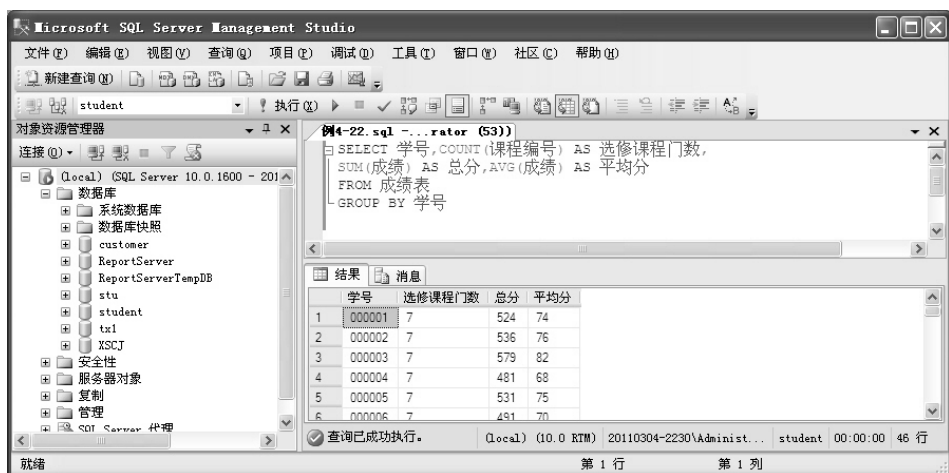 Microsoft SQL Server Management Studio
文件(F) 编辑(E) 视图(V) 查询(Q) 项目(P) 调试(D) 工具(T) 窗口(W) 社区(C) 帮助(H)
新建查询(N)
student 执行(X)
对象资源管理器
连接(O)
(local) (SQL Server 10.0.1600 - 201
数据库
系统数据库
数据库快照
customer
ReportServer
ReportServerTempDB
stu
student
tx1
XSCJ
安全性
服务器对象
复制
管理
SQL Server 代理
例4-22.sql -...rator (53))
SELECT 学号,COUNT(课程编号) AS 选修课程门数,
SUM(成绩) AS 总分,AVG(成绩) AS 平均分
FROM 成绩表
GROUP BY 学号
结果 消息
学号 选修课程门数 总分 平均分
1 000001 7 524 74
2 000002 7 536 76
3 000003 7 579 82
4 000004 7 481 68
5 000005 7 531 75
6 000006 7 491 70
查询已成功执行。 (local) (10.0 RTM) 20110304-2230\Administ... student 00:00:00 46 行
就绪 第 1 行 第 1 列